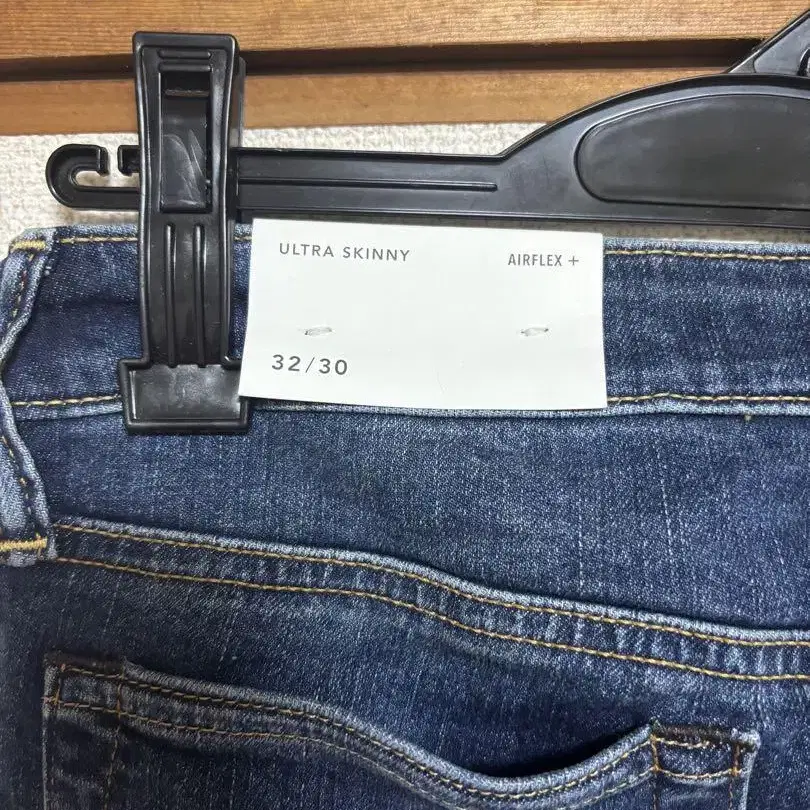 ULTRA SKINNY
AIRFLEX +
32/30